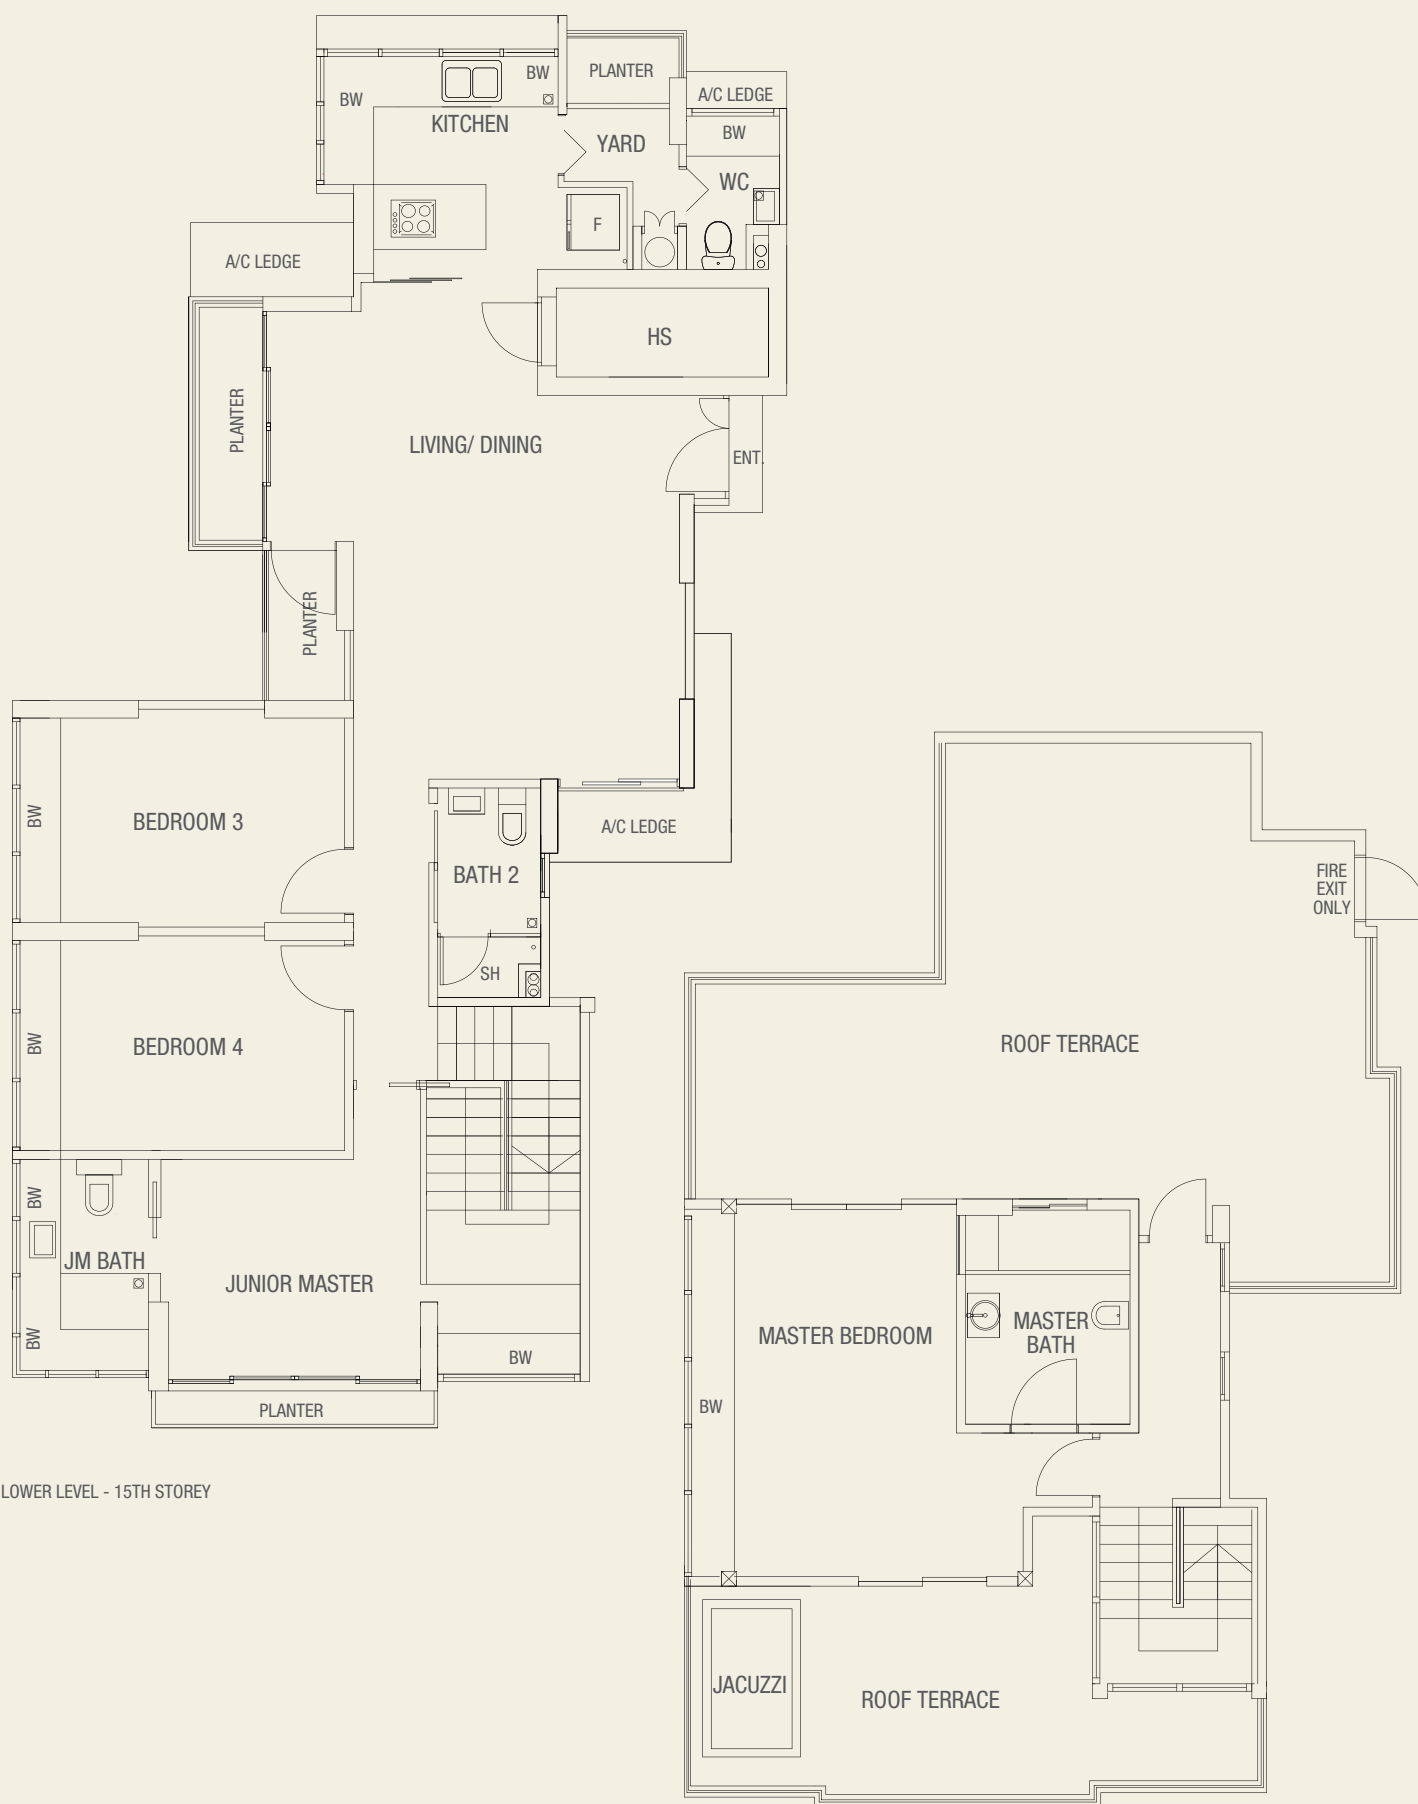 PLANTER
BW
A/C LEDGE
BW
KITCHEN
YARD
BW
WC
F
A/C LEDGE
HS
PLANTER
LIVING/ DINING
ENT.
PLANTER
BEDROOM 3
BW
A/C LEDGE
BATH 2
FIRE
EXIT
ONLY
SH
BW
BEDROOM 4
ROOF TERRACE
BW
JM BATH
JUNIOR MASTER
BW
BW
PLANTER
MASTER BEDROOM
MASTER
BATH
BW
LOWER LEVEL - 15TH STOREY
JACUZZI
ROOF TERRACE